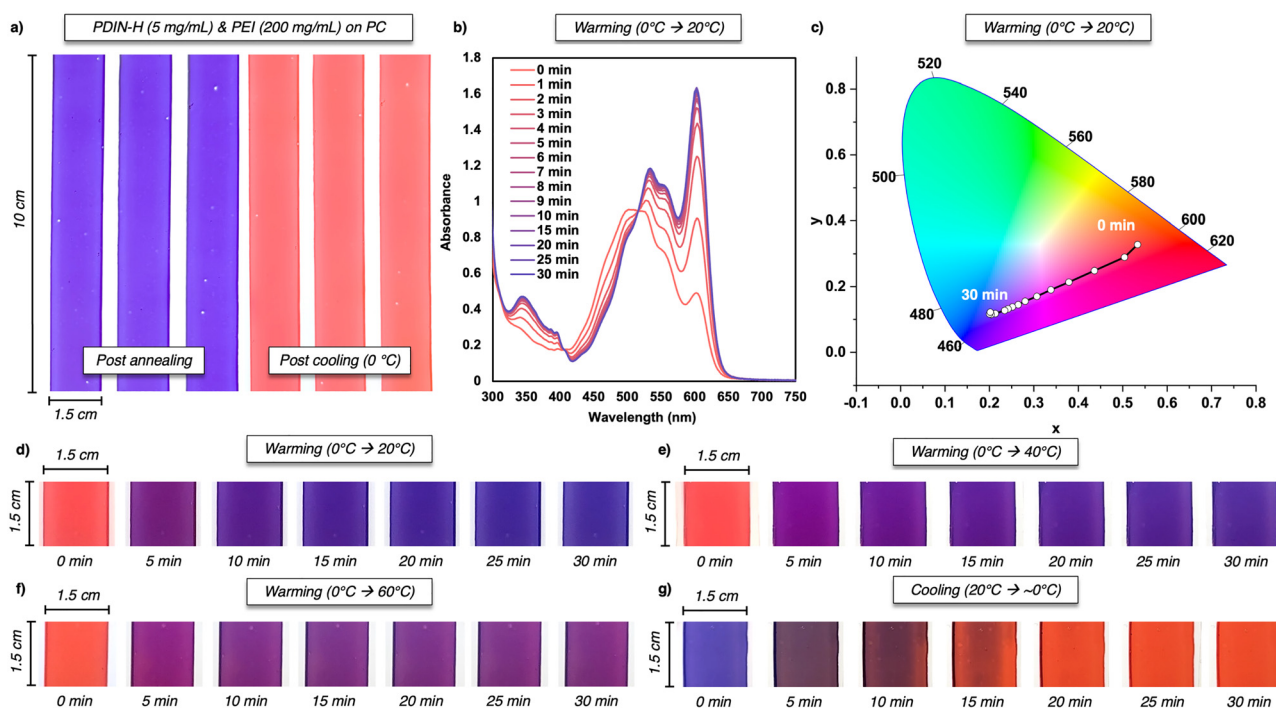 a)
PDIN-H (5 mg/mL) & PEI (200 mg/mL) on PC
10 cm
Post annealing
Post cooling (0 °C)
1.5 cm
b)
Warming (0°C → 20°C)
1.8
1.6
1.4
1.2
1
0.8
0.6
0.4
0.2
0
Absorbance
0 min
1 min
2 min
3 min
4 min
5 min
6 min
7 min
8 min
9 min
10 min
15 min
20 min
25 min
30 min
300 350 400 450 500 550 600 650 700 750
Wavelength (nm)
c)
Warming (0°C → 20°C)
0.8
0.6
0.4
0.2
0.0
y
520
540
560
500
580
0 min
600
620
30 min
480
460
-0.1 0.0 0.1 0.2 0.3 0.4 0.5 0.6 0.7 0.8
x
d)
Warming (0°C → 20°C)
1.5 cm
1.5 cm
0 min 5 min 10 min 15 min 20 min 25 min 30 min
e)
Warming (0°C → 40°C)
1.5 cm
1.5 cm
0 min 5 min 10 min 15 min 20 min 25 min 30 min
f)
Warming (0°C → 60°C)
1.5 cm
1.5 cm
0 min 5 min 10 min 15 min 20 min 25 min 30 min
g)
Cooling (20°C → ~0°C)
1.5 cm
1.5 cm
0 min 5 min 10 min 15 min 20 min 25 min 30 min